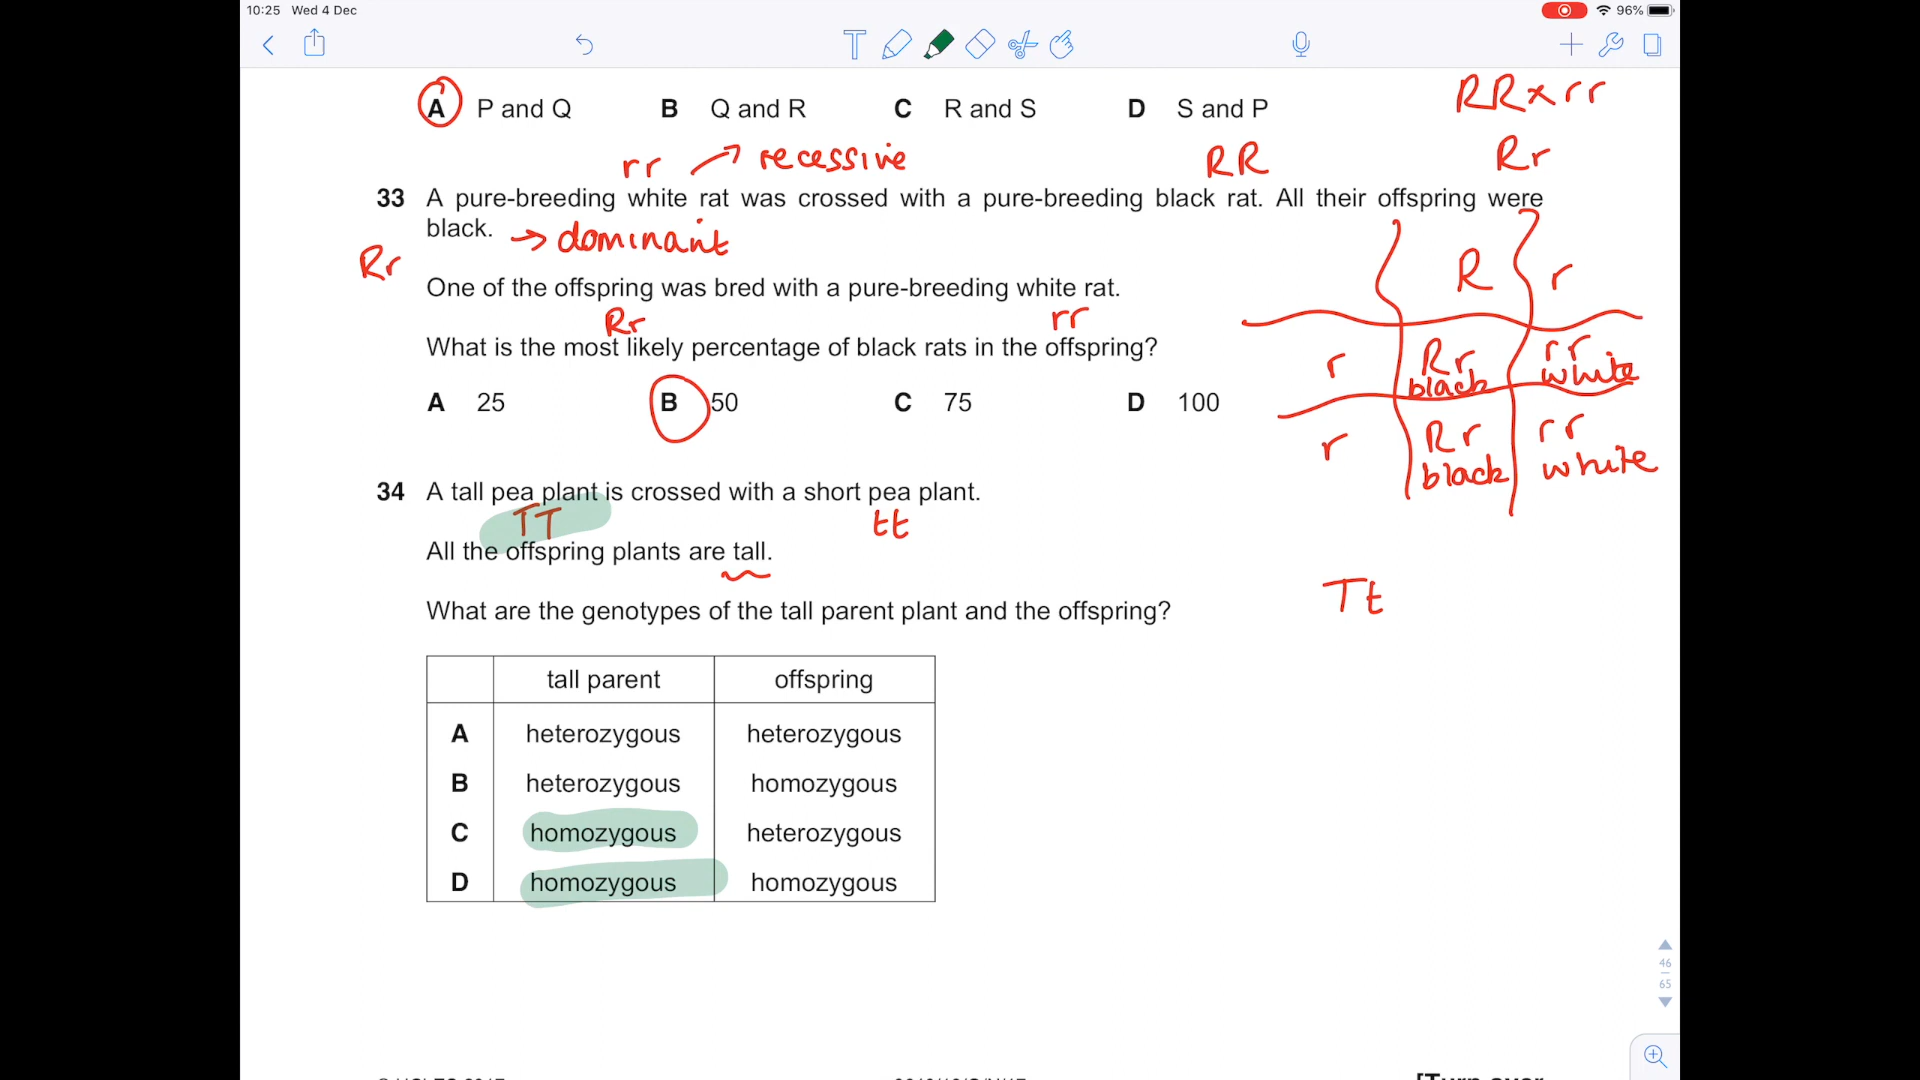 10:25 Wed 4 Dec
96%
A P and Q B Q and R C R and S D S and P
RR x rr
rr → recessive RR Rr
33 A pure-breeding white rat was crossed with a pure-breeding black rat. All their offspring were
black. → dominant
Rr
R r
One of the offspring was bred with a pure-breeding white rat.
Rr rr
What is the most likely percentage of black rats in the offspring?
r Rr rr
black white
A 25 B 50 C 75 D 100
r Rr rr
black white
34 A tall pea plant is crossed with a short pea plant.
TT tt
All the offspring plants are tall.
Tt
What are the genotypes of the tall parent plant and the offspring?
tall parent offspring
A heterozygous heterozygous
B heterozygous homozygous
C homozygous heterozygous
D homozygous homozygous
46
65
[Turn over